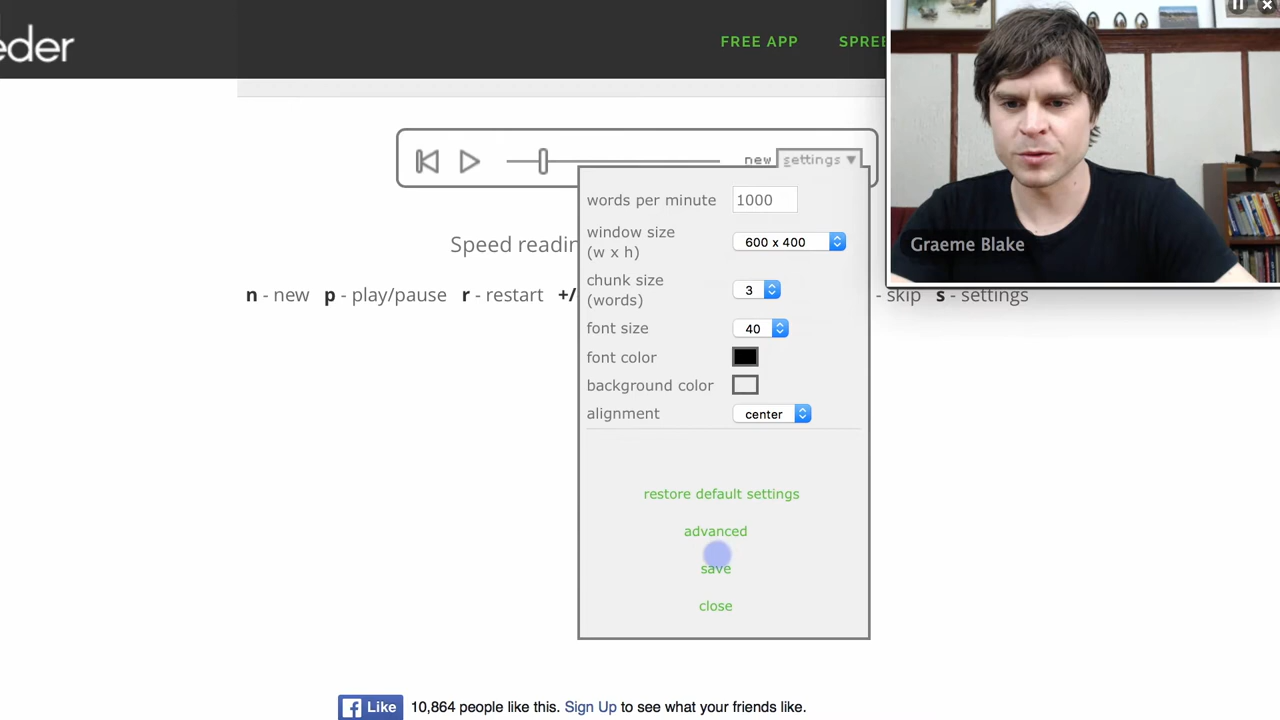 eder
FREE APP
SPREE
new
settings ▼
words per minute 1000
window size
(w x h) 600 x 400
chunk size
(words) 3
font size 40
font color
background color
alignment center
restore default settings
advanced
save
close
Speed readin
n - new p - play/pause r - restart +/ - skip s - settings
Graeme Blake
Like 10,864 people like this. Sign Up to see what your friends like.